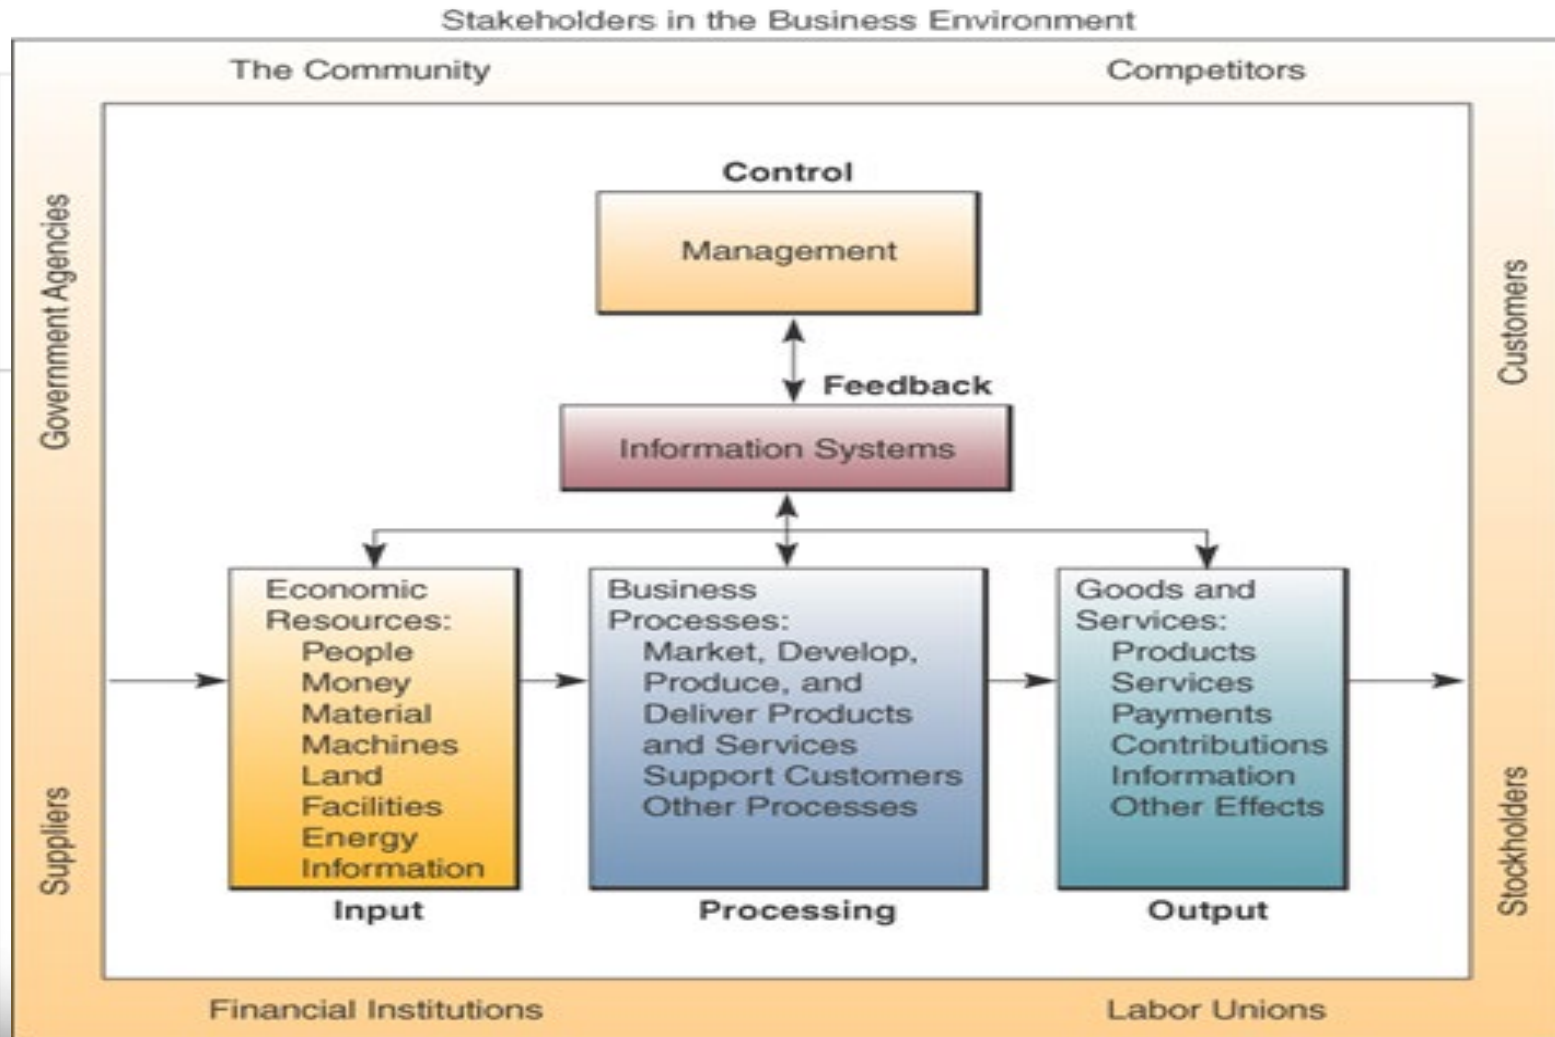 Stakeholders in the Business Environment
The Community
Competitors
Government Agencies
Suppliers
Control
Management
Feedback
Information Systems
Economic
Resources:
People
Money
Material
Machines
Land
Facilities
Energy
Information
Input
Business
Processes:
Market, Develop,
Produce, and
Deliver Products
and Services
Support Customers
Other Processes
Processing
Goods and
Services:
Products
Services
Payments
Contributions
Information
Other Effects
Output
Customers
Stockholders
Financial Institutions
Labor Unions